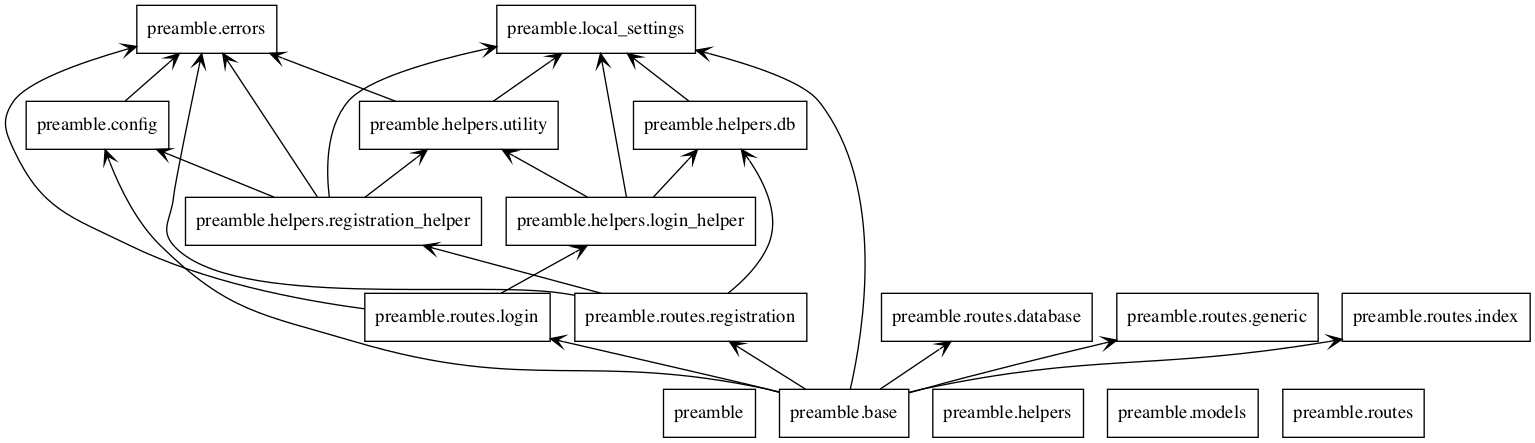 preamble.errors
preamble.local_settings
preamble.config
preamble.helpers.utility
preamble.helpers.db
preamble.helpers.registration_helper
preamble.helpers.login_helper
preamble.routes.login
preamble.routes.registration
preamble.routes.database
preamble.routes.generic
preamble.routes.index
preamble
preamble.base
preamble.helpers
preamble.models
preamble.routes